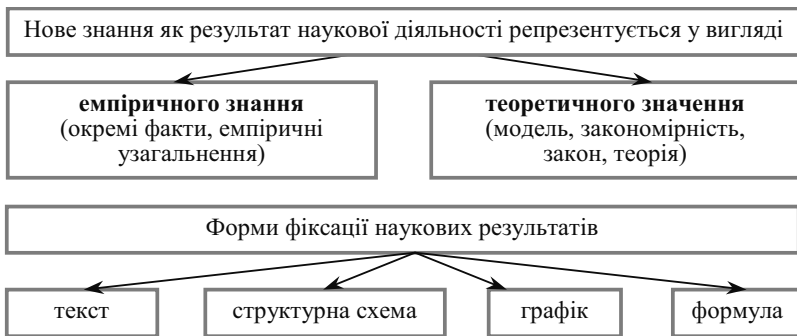 Нове знання як результат наукової діяльності репрезентується у вигляді
емпіричного знання
(окремі факти, емпіричні
узагальнення)
теоретичного значення
(модель, закономірність,
закон, теорія)
Форми фіксації наукових результатів
текст
структурна схема
графік
формула